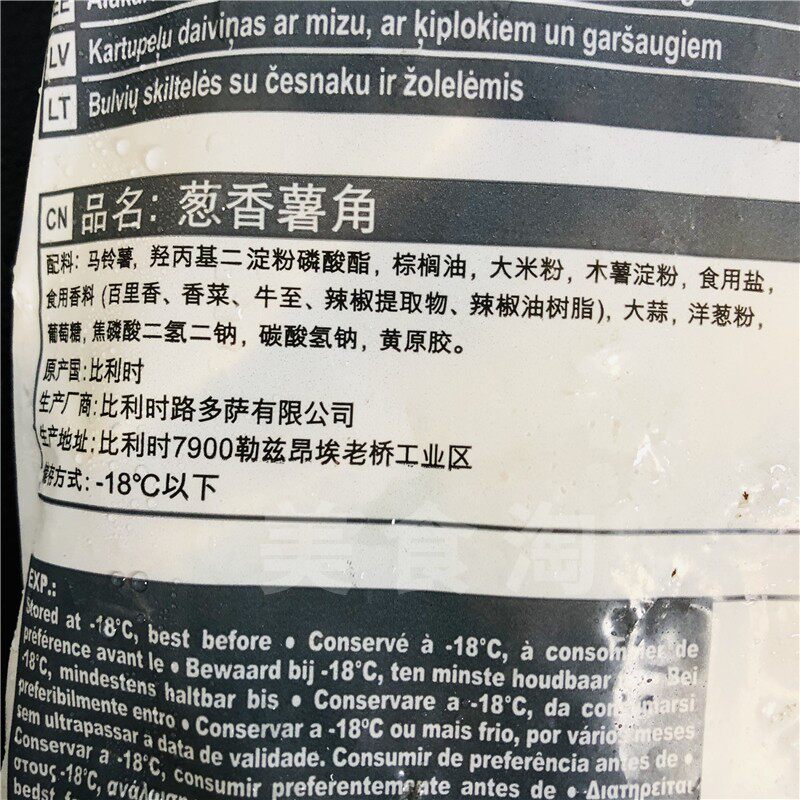 LV Kartupeļu daiviņas ar mizu, ar ķiplokiem un garšaugiem
LT Bulvių skiltelės su česnaku ir žolelėmis
CN 品名: 葱香薯角
配料: 马铃薯, 羟丙基二淀粉磷酸酯, 棕榈油, 大米粉, 木薯淀粉, 食用盐,
食用香料 (百里香、香菜、牛至、辣椒提取物、辣椒油树脂), 大蒜, 洋葱粉,
葡萄糖, 焦磷酸二氢二钠, 碳酸氢钠, 黄原胶。
原产国: 比利时
生产厂商: 比利时路多萨有限公司
生产地址: 比利时7900勒兹昂埃老桥工业区
储存方式: -18℃以下
美食淘
EXP.:
Stored at -18°C, best before • Conservé à -18°C, à consommer de
préférence avant le • Bewaard bij -18°C, ten minste houdbaar Bei
-18°C, mindestens haltbar bis • Conservare a -18°C, da consumarsi
preferibilmente entro • Conservar a -18ºC ou mais frio, por vários meses
sem ultrapassar a data de validade. Consumir de preferência antes de •
Conservar a -18°C, consumir preferentemente antes de • Διατηρείται
στους -18°C,